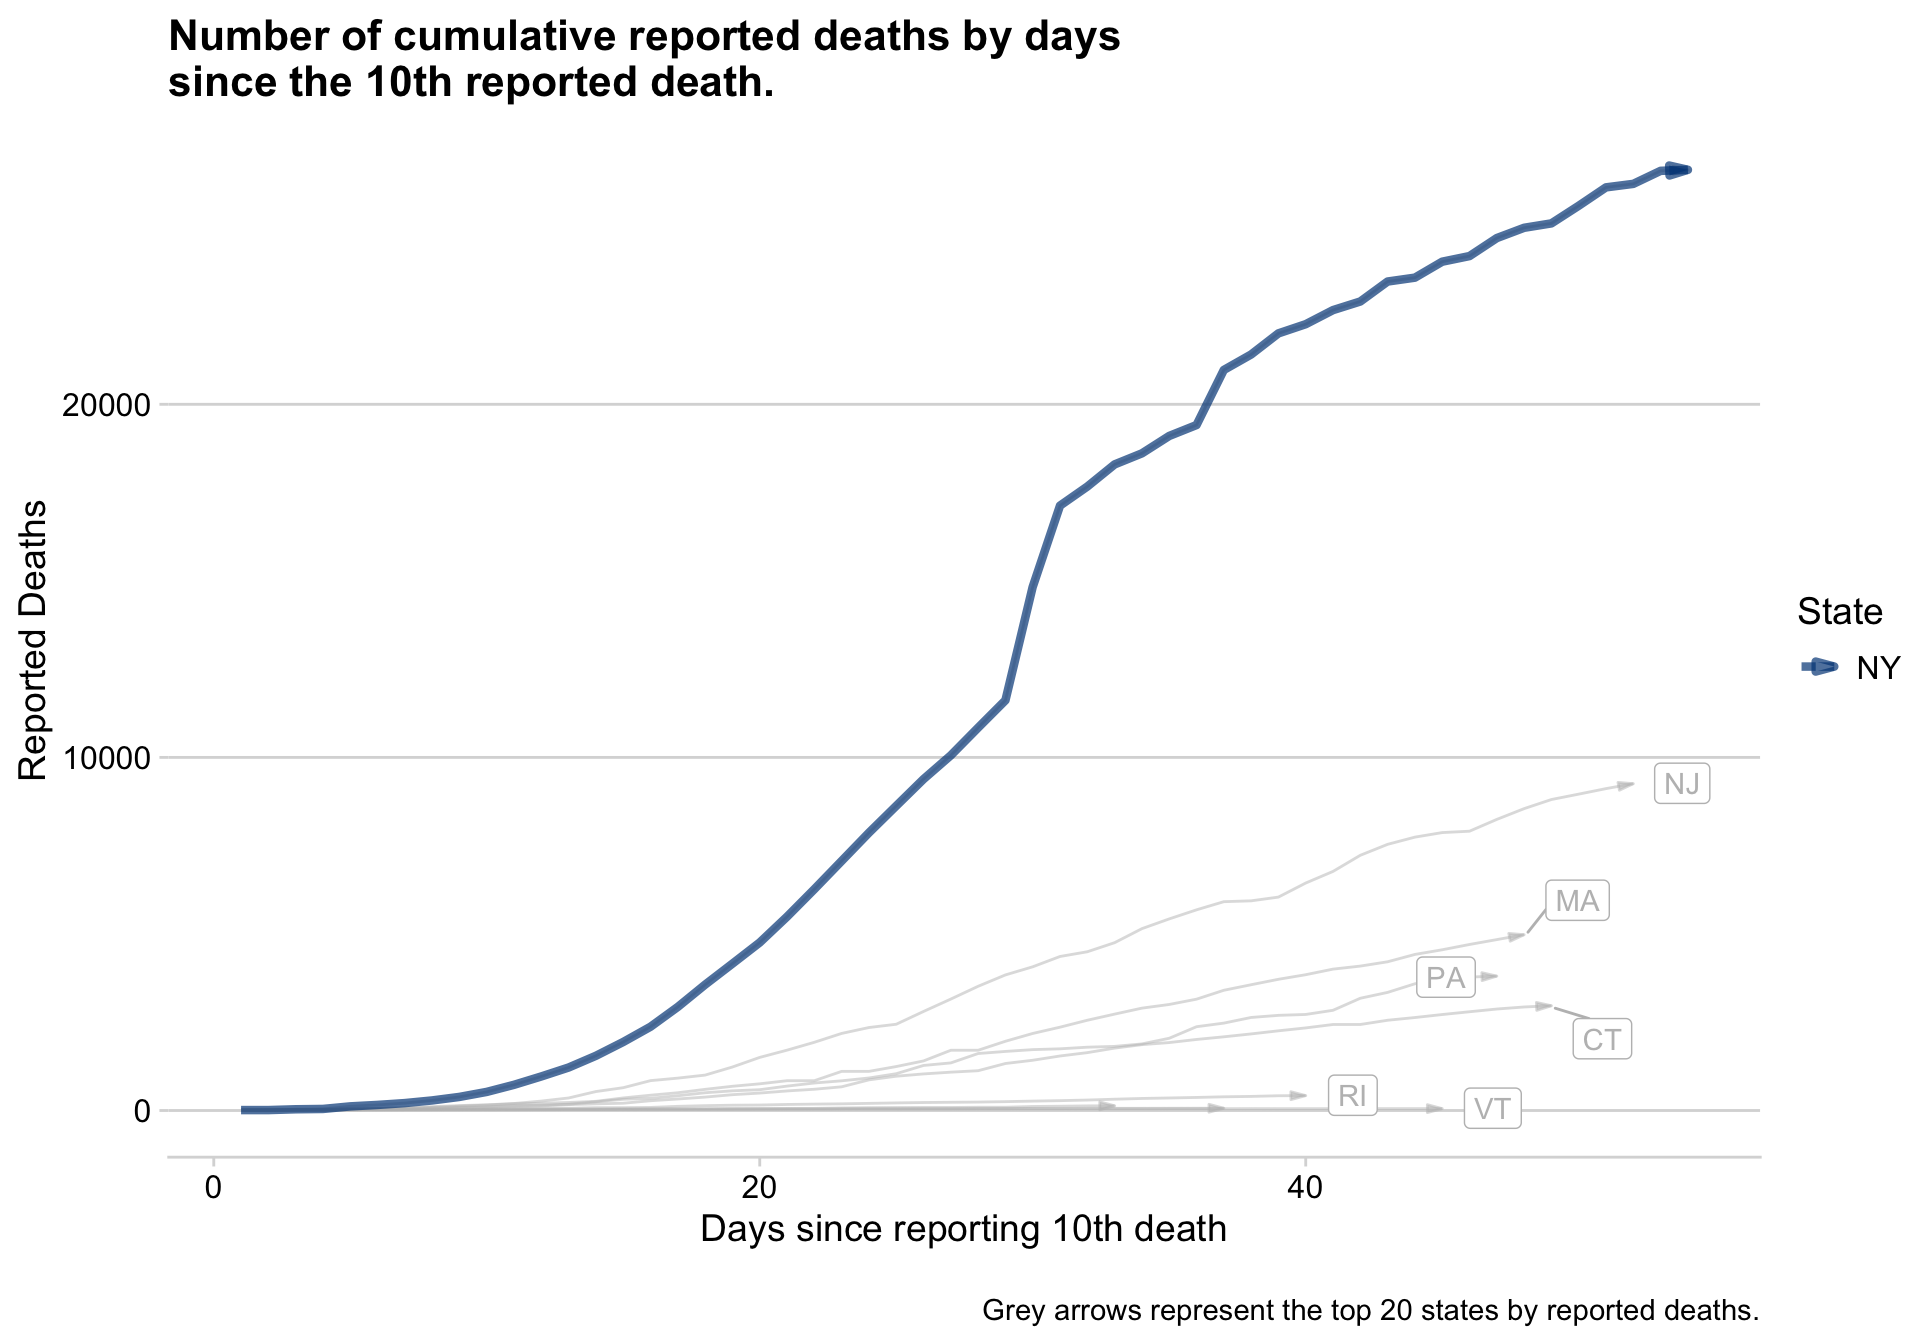 Number of cumulative reported deaths by days
since the 10th reported death.
20000
10000
0
Reported Deaths
NJ
MA
PA
CT
RI
VT
State
NY
0
20
40
Days since reporting 10th death
Grey arrows represent the top 20 states by reported deaths.